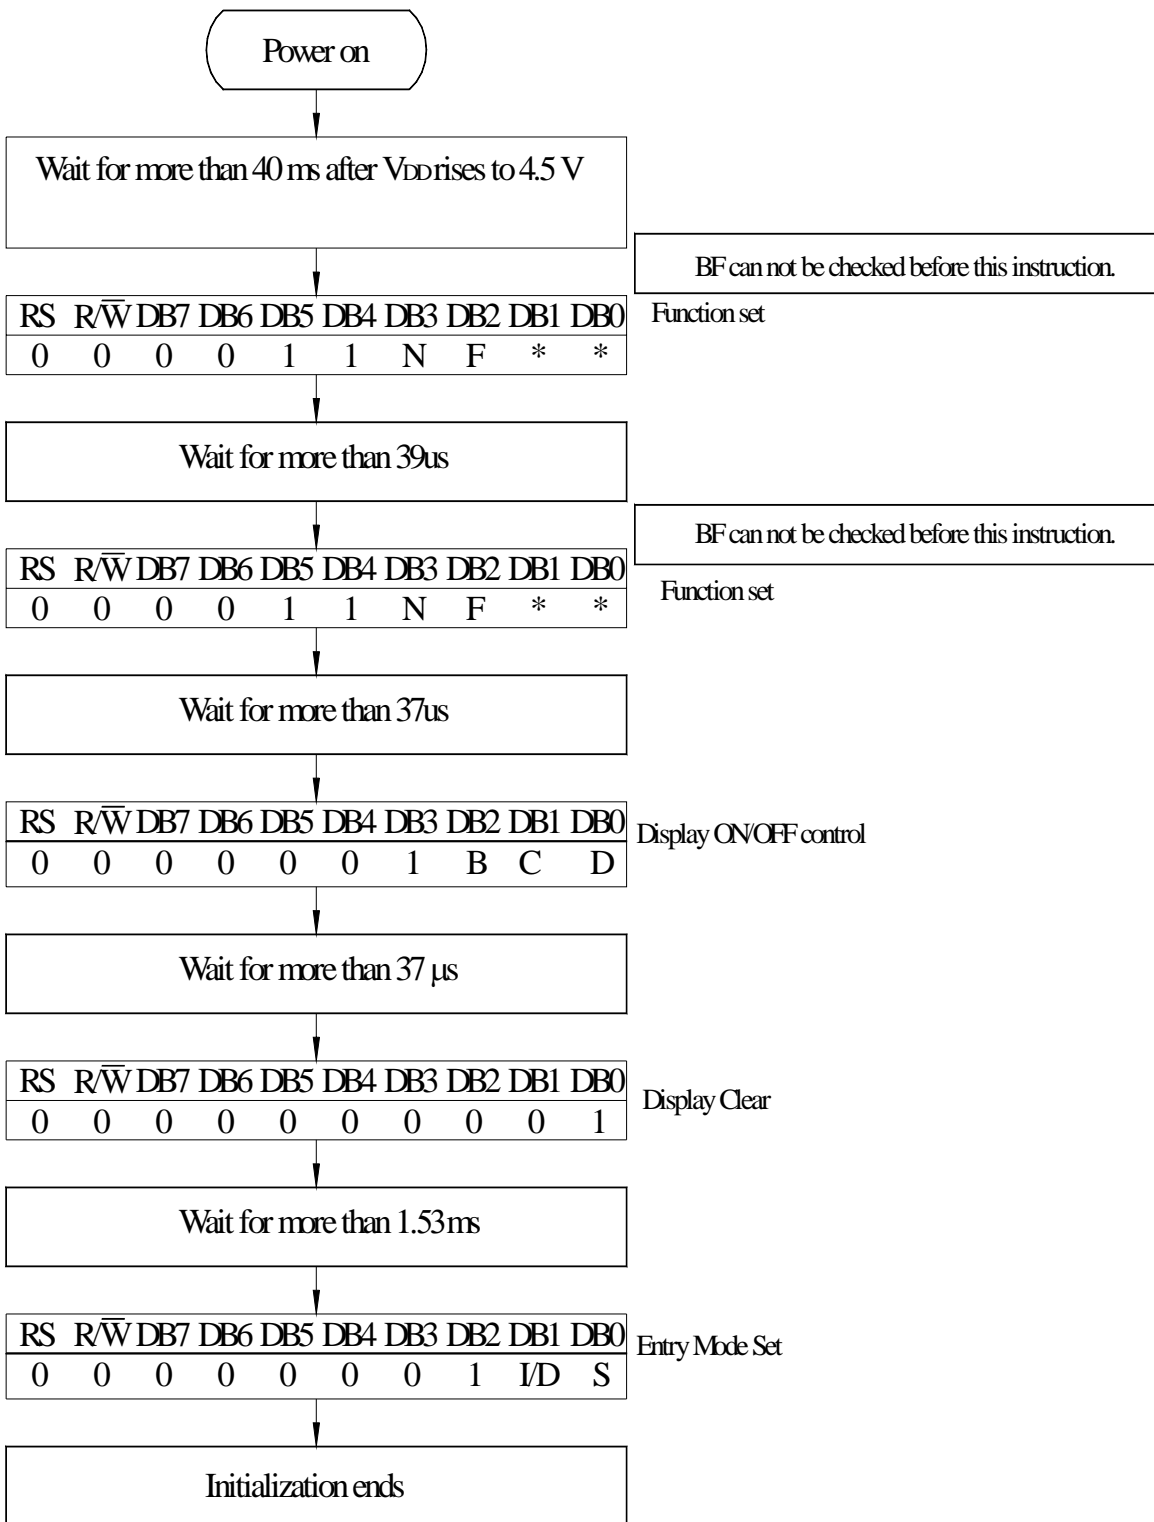 Power on
Wait for more than 40 ms after VDD rises to 4.5 V
BF can not be checked before this instruction.
RS R/W̅ DB7 DB6 DB5 DB4 DB3 DB2 DB1 DB0
Function set
0 0 0 0 1 1 N F * *
Wait for more than 39us
BF can not be checked before this instruction.
RS R/W̅ DB7 DB6 DB5 DB4 DB3 DB2 DB1 DB0
Function set
0 0 0 0 1 1 N F * *
Wait for more than 37us
RS R/W̅ DB7 DB6 DB5 DB4 DB3 DB2 DB1 DB0
Display ON/OFF control
0 0 0 0 0 0 1 B C D
Wait for more than 37 µs
RS R/W̅ DB7 DB6 DB5 DB4 DB3 DB2 DB1 DB0
Display Clear
0 0 0 0 0 0 0 0 0 1
Wait for more than 1.53 ms
RS R/W̅ DB7 DB6 DB5 DB4 DB3 DB2 DB1 DB0
Entry Mode Set
0 0 0 0 0 0 0 1 I/D S
Initialization ends